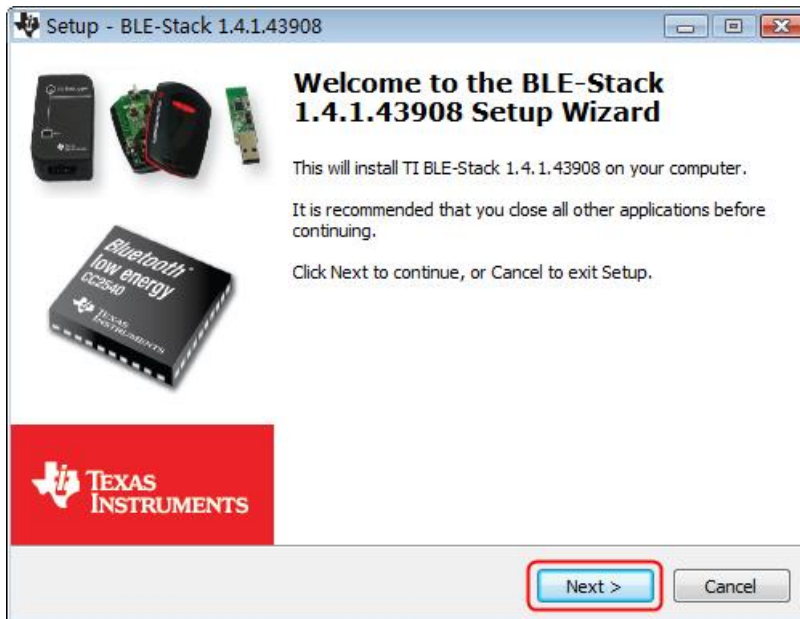 Setup - BLE-Stack 1.4.1.43908
Welcome to the BLE-Stack
1.4.1.43908 Setup Wizard
This will install TI BLE-Stack 1.4.1.43908 on your computer.
It is recommended that you close all other applications before
continuing.
Click Next to continue, or Cancel to exit Setup.
Bluetooth®
low energy
CC2540
TEXAS
INSTRUMENTS
TEXAS
INSTRUMENTS
Next >
Cancel